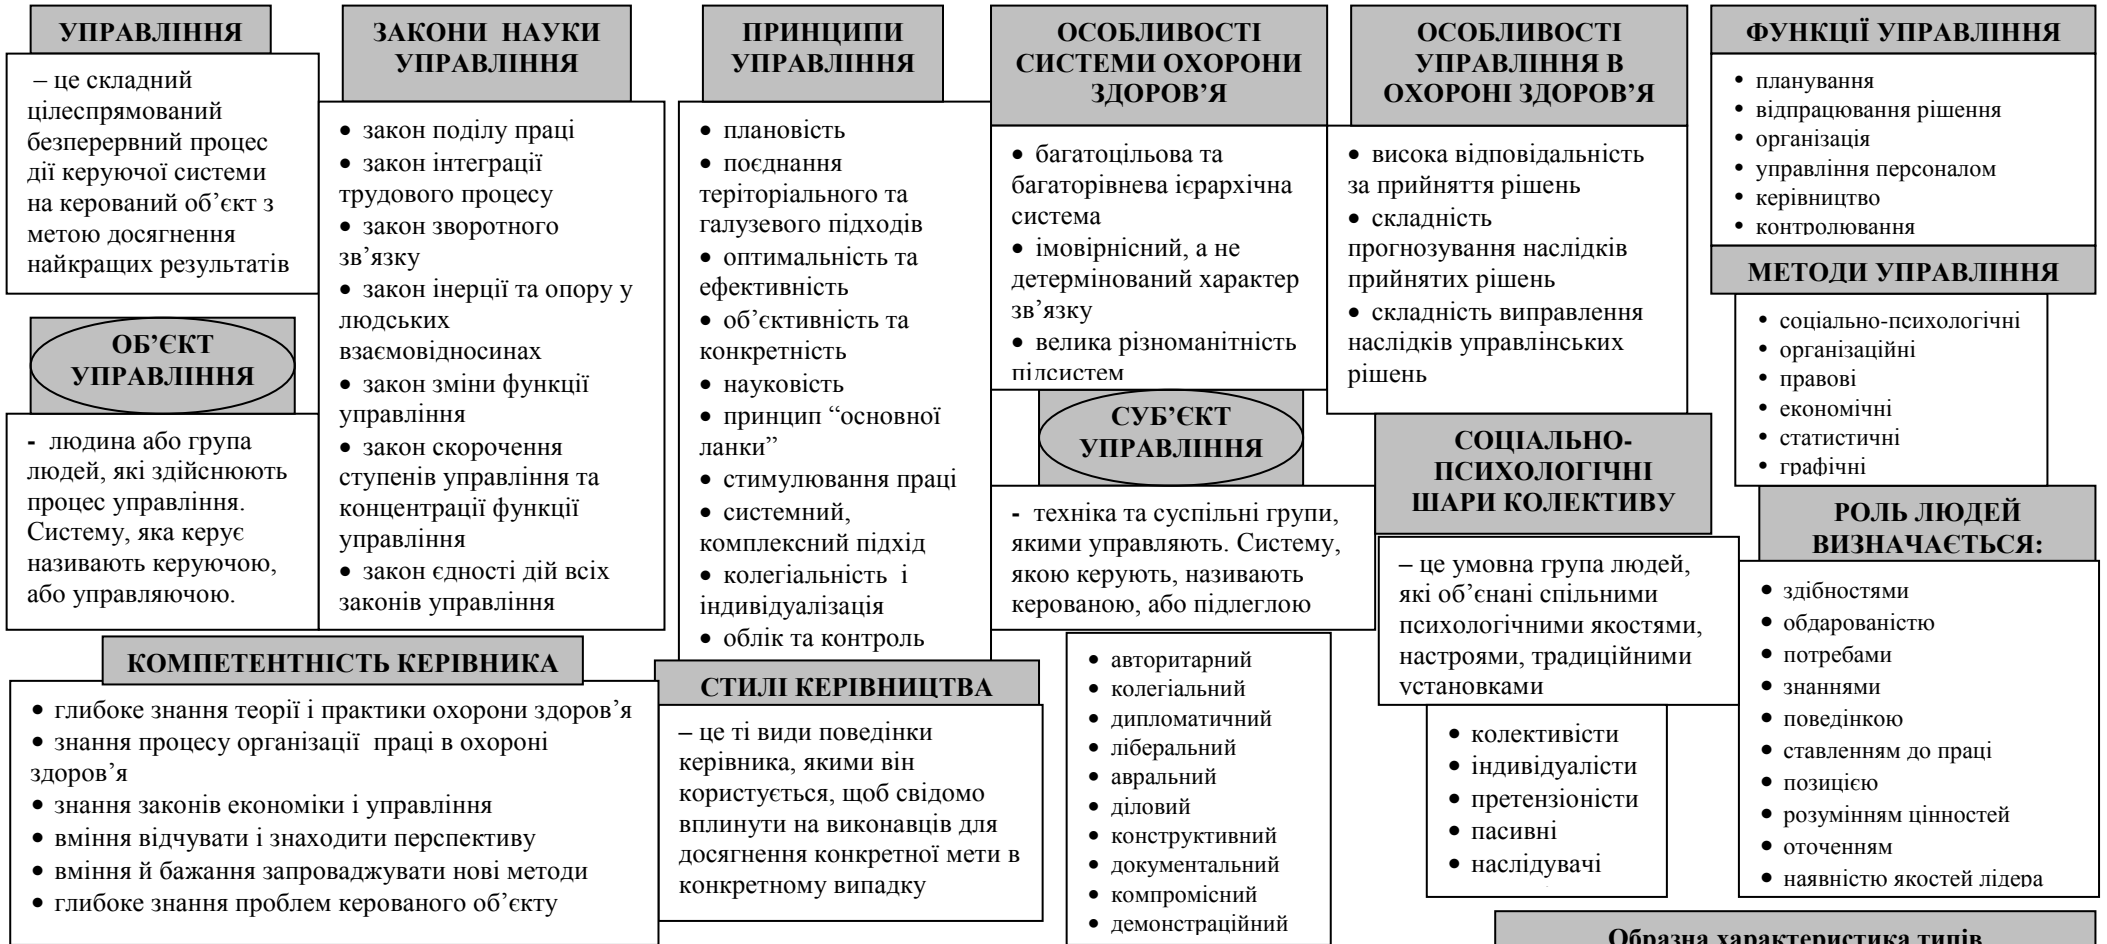 УПРАВЛІННЯ
– це складний
цілеспрямований
безперервний процес
дії керуючої системи
на керований об’єкт з
метою досягнення
найкращих результатів
ОБ’ЄКТ
УПРАВЛІННЯ
- людина або група
людей, які здійснюють
процес управління.
Систему, яка керує
називають керуючою,
або управляючою.
ЗАКОНИ НАУКИ
УПРАВЛІННЯ
• закон поділу праці
• закон інтеграції
трудового процесу
• закон зворотного
зв’язку
• закон інерції та опору у
людських
взаємовідносинах
• закон зміни функції
управління
• закон скорочення
ступенів управління та
концентрації функції
управління
• закон єдності дій всіх
законів управління
ПРИНЦИПИ
УПРАВЛІННЯ
• плановість
• поєднання
теріторіального та
галузевого підходів
• оптимальність та
ефективність
• об’єктивність та
конкретність
• науковість
• принцип “основної
ланки”
• стимулювання праці
• системний,
комплексний підхід
• колегіальність і
індивідуалізація
• облік та контроль
ОСОБЛИВОСТІ
СИСТЕМИ ОХОРОНИ
ЗДОРОВ’Я
• багатоцільова та
багаторівнева ієрархічна
система
• імовірнісний, а не
детермінований характер
зв’язку
• велика різноманітність
підсистем
СУБ’ЄКТ
УПРАВЛІННЯ
- техніка та суспільні групи,
якими управляють. Систему,
якою керують, називають
керованою, або підлеглою
ОСОБЛИВОСТІ
УПРАВЛІННЯ В
ОХОРОНІ ЗДОРОВ’Я
• висока відповідальність
за прийняття рішень
• складність
прогнозування наслідків
прийнятих рішень
• складність виправлення
наслідків управлінських
рішень
СОЦІАЛЬНО-
ПСИХОЛОГІЧНІ
ШАРИ КОЛЕКТИВУ
– це умовна група людей,
які об’єнані спільними
психологічними якостями,
настроями, традиційними
установками
• колективісти
• індивідуалісти
• претензіоністи
• пасивні
• наслідувачі
ФУНКЦІЇ УПРАВЛІННЯ
• планування
• відпрацювання рішення
• організація
• управління персоналом
• керівництво
• контролювання
МЕТОДИ УПРАВЛІННЯ
• соціально-психологічні
• організаційні
• правові
• економічні
• статистичні
• графічні
РОЛЬ ЛЮДЕЙ
ВИЗНАЧАЄТЬСЯ:
• здібностями
• обдарованістю
• потребами
• знаннями
• поведінкою
• ставленням до праці
• позицією
• розумінням цінностей
• оточенням
• наявністю якостей лідера
КОМПЕТЕНТНІСТЬ КЕРІВНИКА
• глибоке знання теорії і практики охорони здоров’я
• знання процесу організації праці в охороні
здоров’я
• знання законів економіки і управління
• вміння відчувати і знаходити перспективу
• вміння й бажання запроваджувати нові методи
• глибоке знання проблем керованого об’єкту
СТИЛІ КЕРІВНИЦТВА
– це ті види поведінки
керівника, якими він
користується, щоб свідомо
вплинути на виконавців для
досягнення конкретної мети в
конкретному випадку
• авторитарний
• колегіальний
• дипломатичний
• ліберальний
• авральний
• діловий
• конструктивний
• документальний
• компромісний
• демонстраційний
Образна характеристика типів